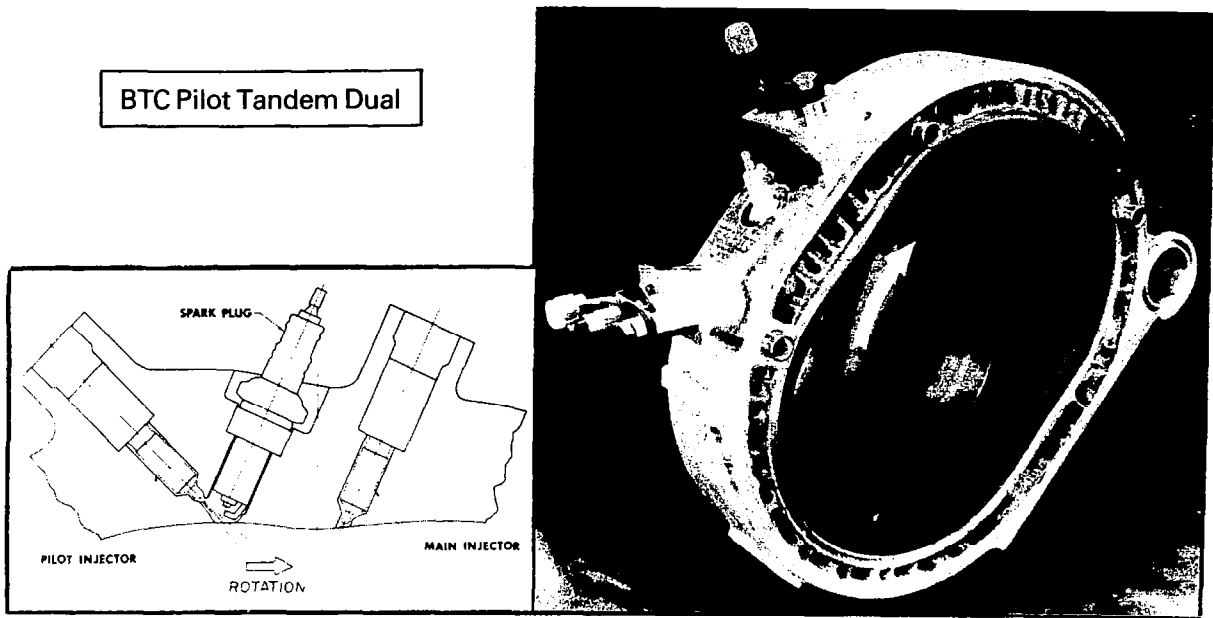 BTC Pilot Tandem Dual
SPARK PLUG
PILOT INJECTOR
MAIN INJECTOR
ROTATION